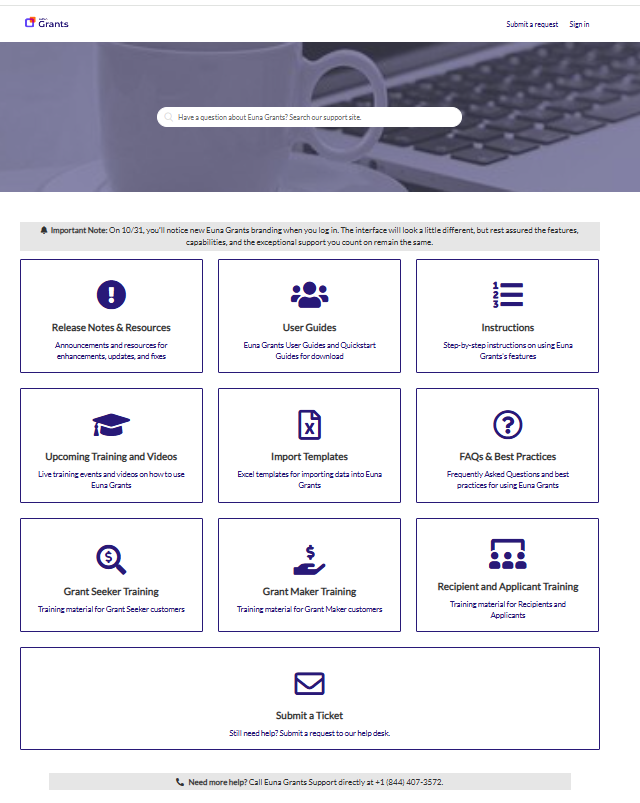 Grants
Submit a request
Sign in
Have a question about Euna Grants? Search our support site.
Important Note: On 10/31, you'll notice new Euna Grants branding when you log in. The interface will look a little different, but rest assured the features,
capabilities, and the exceptional support you count on remain the same.
Release Notes & Resources
Announcements and resources for
enhancements, updates, and fixes
User Guides
Euna Grants User Guides and Quickstart
Guides for download
1
2
3
Instructions
Step-by-step instructions on using Euna
Grants's features
Upcoming Training and Videos
Live training events and videos on how to use
Euna Grants
X
Import Templates
Excel templates for importing data into Euna
Grants
?
FAQs & Best Practices
Frequently Asked Questions and best
practices for using Euna Grants
$
Grant Seeker Training
Training material for Grant Seeker customers
$
Grant Maker Training
Training material for Grant Maker customers
Recipient and Applicant Training
Training material for Recipients and
Applicants
Submit a Ticket
Still need help? Submit a request to our help desk.
Need more help? Call Euna Grants Support directly at +1 (844) 407-3572.